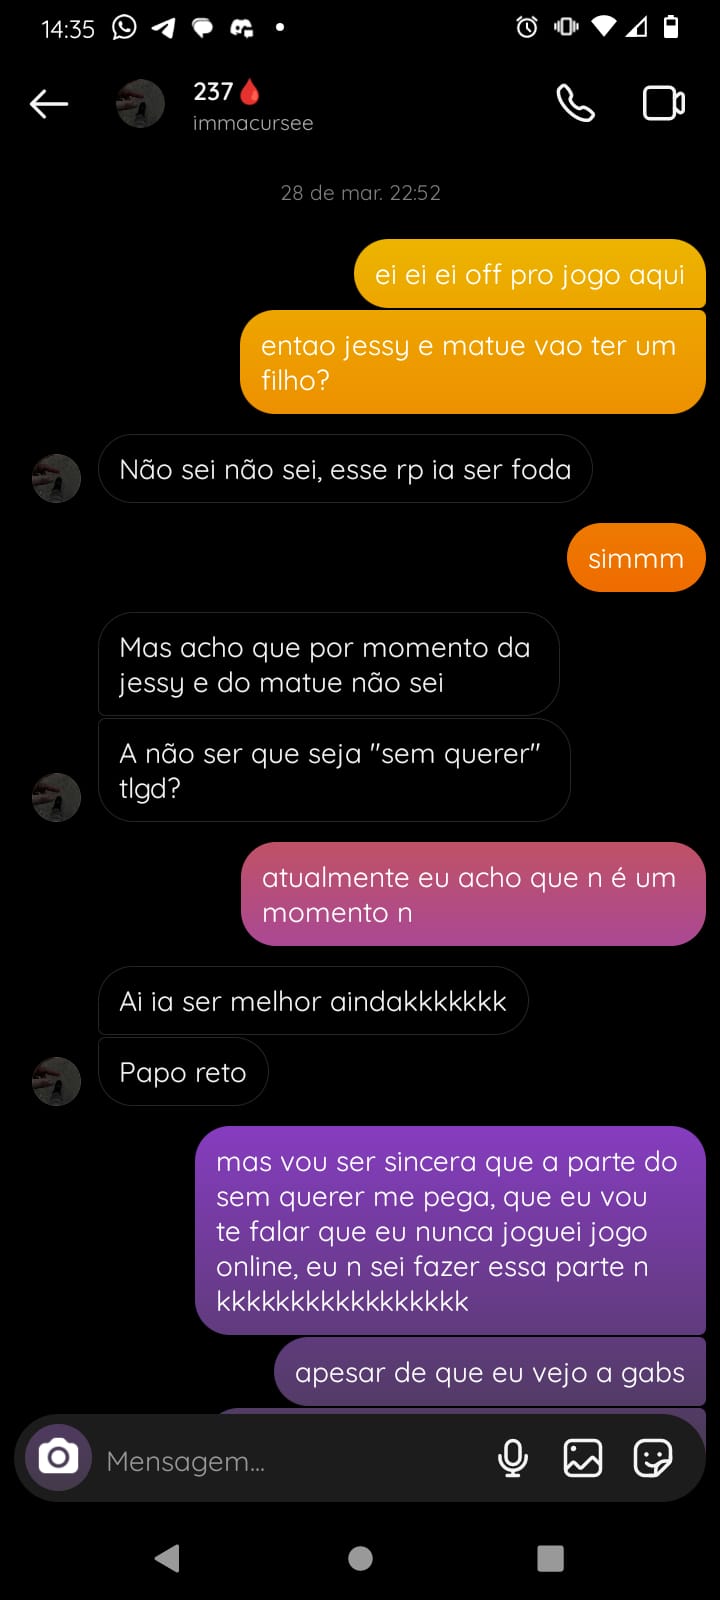 14:35
237🩸
immacursee
28 de mar. 22:52
ei ei ei off pro jogo aqui
entao jessy e matue vao ter um
filho?
Não sei não sei, esse rp ia ser foda
simmm
Mas acho que por momento da
jessy e do matue não sei
A não ser que seja "sem querer"
tlgd?
atualmente eu acho que n é um
momento n
Ai ia ser melhor aindakkkkkkk
Papo reto
mas vou ser sincera que a parte do
sem querer me pega, que eu vou
te falar que eu nunca joguei jogo
online, eu n sei fazer essa parte n
kkkkkkkkkkkkkkkkk
apesar de que eu vejo a gabs
Mensagem...